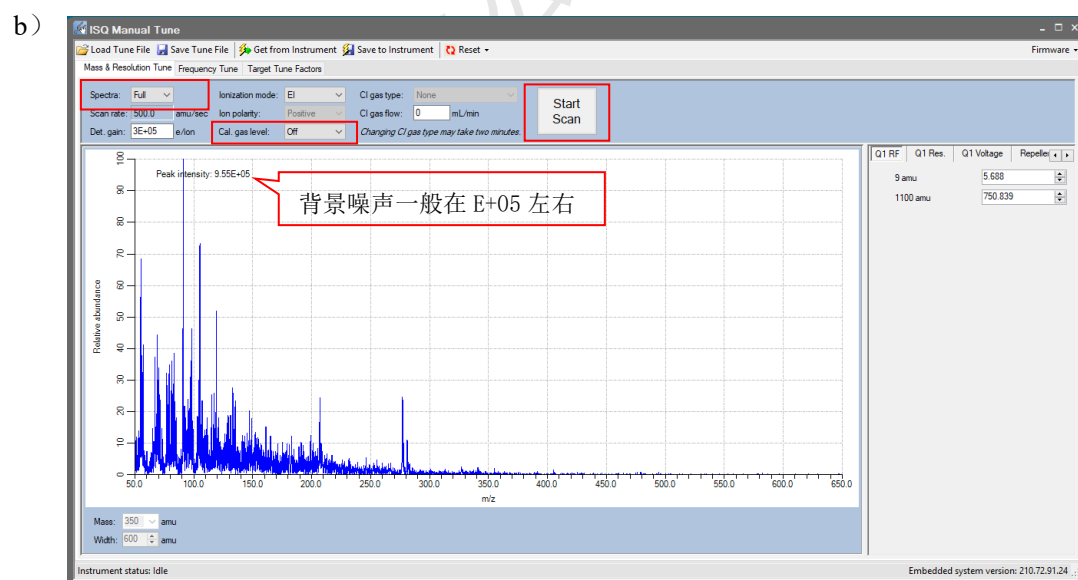 b）
ISQ Manual Tune
Load Tune File Save Tune File Get from Instrument Save to Instrument Reset Firmware
Mass & Resolution Tune Frequency Tune Target Tune Factors
Spectra: Full Ionization mode: EI CI gas type: None
Scan rate: 500.0 amu/sec Ion polarity: Positive CI gas flow: 0 mL/min
Det. gain: 3E+05 e/ion Cal. gas level: Off Changing CI gas type may take two minutes.
Start
Scan
Peak intensity: 9.55E+05
背景噪声一般在 E+05 左右
Relative abundance
100
90
80
70
60
50
40
30
20
10
0
50.0 100.0 150.0 200.0 250.0 300.0 350.0 400.0 450.0 500.0 550.0 600.0 650.0
m/z
Q1 RF Q1 Res. Q1 Voltage Repeller
9 amu 5.688
1100 amu 750.839
Mass: 350 amu
Width: 600 amu
Instrument status: Idle Embedded system version: 210.72.91.24